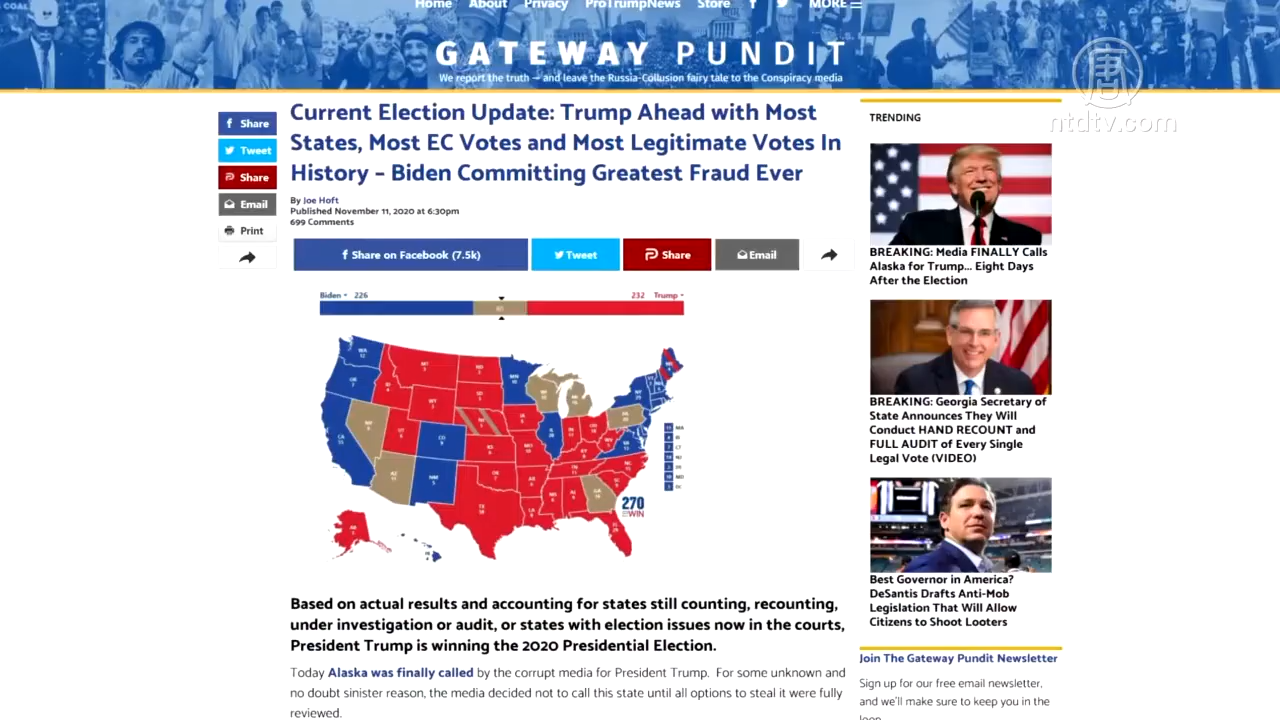 Home About Privacy ProTrumpNews Store MORE
GATEWAY PUNDIT
We report the truth — and leave the Russia-Collusion fairy tale to the Conspiracy media
唐
ntdtv.com
Share
Tweet
Share
Email
Print
Current Election Update: Trump Ahead with Most
States, Most EC Votes and Most Legitimate Votes In
History – Biden Committing Greatest Fraud Ever
By Joe Hoft
Published November 11, 2020 at 6:30pm
699 Comments
Share on Facebook (7.5k)
Tweet
Share
Email
Biden 226
232 Trump
270
TO WIN
Based on actual results and accounting for states still counting, recounting,
under investigation or audit, or states with election issues now in the courts,
President Trump is winning the 2020 Presidential Election.
Today Alaska was finally called by the corrupt media for President Trump. For some unknown and
no doubt sinister reason, the media decided not to call this state until all options to steal it were fully
reviewed.
TRENDING
BREAKING: Media FINALLY Calls
Alaska for Trump... Eight Days
After the Election
BREAKING: Georgia Secretary of
State Announces They Will
Conduct HAND RECOUNT and
FULL AUDIT of Every Single
Legal Vote (VIDEO)
Best Governor in America?
DeSantis Drafts Anti-Mob
Legislation That Will Allow
Citizens to Shoot Looters
Join The Gateway Pundit Newsletter
Sign up for our free email newsletter,
and we'll make sure to keep you in the
loop